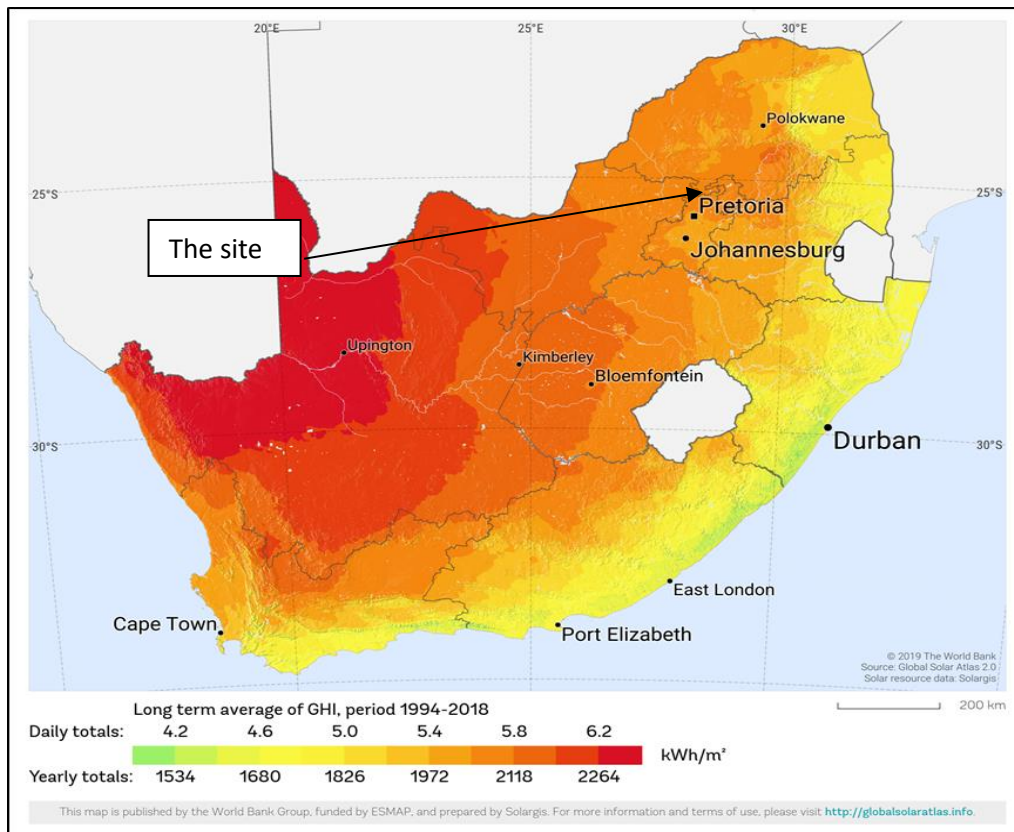 20°E 25°E 30°E
Polokwane
25°S 25°S
Pretoria
The site
Johannesburg
Upington
Kimberley
Bloemfontein
Durban
30°S 30°S
East London
Cape Town
Port Elizabeth
© 2019 The World Bank
Source: Global Solar Atlas 2.0
Solar resource data: Solargis
200 km
Long term average of GHI, period 1994-2018
Daily totals: 4.2 4.6 5.0 5.4 5.8 6.2
kWh/m²
Yearly totals: 1534 1680 1826 1972 2118 2264
This map is published by the World Bank Group, funded by ESMAP, and prepared by Solargis. For more information and terms of use, please visit http://globalsolaratlas.info.